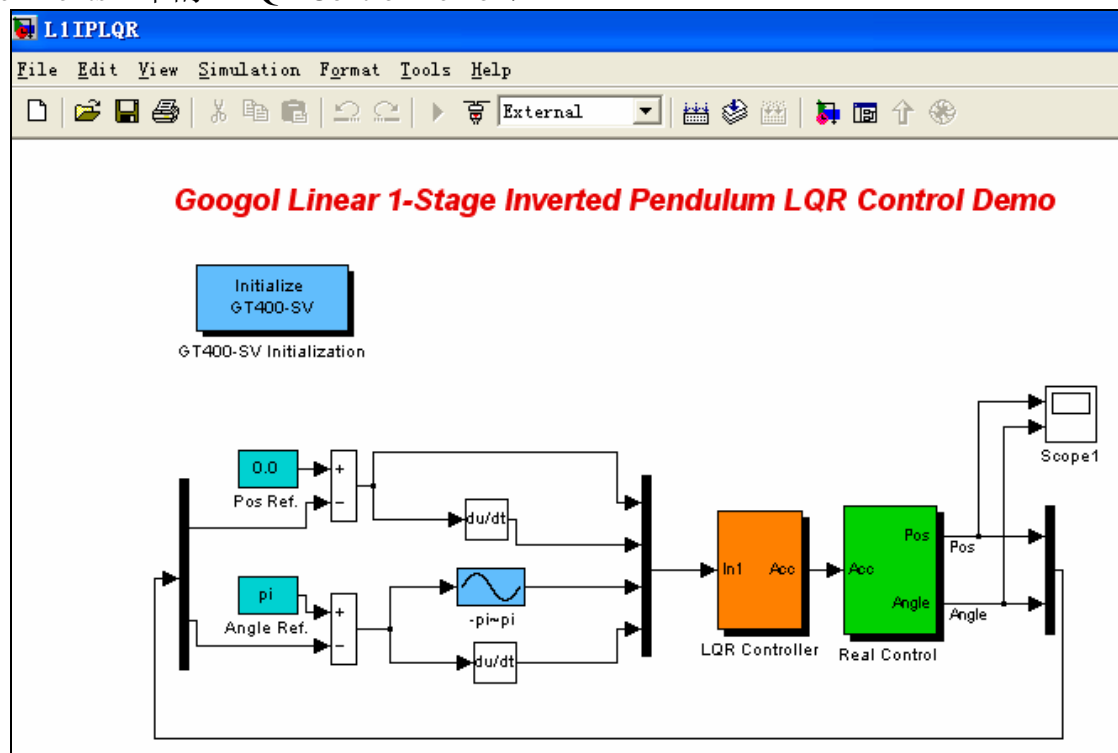 L1IPLQR
File Edit View Simulation Format Tools Help
External
Googol Linear 1-Stage Inverted Pendulum LQR Control Demo
Initialize
GT400-SV
GT400-SV Initialization
Scope1
0.0
+
−
Pos Ref.
du/dt
pi
+
−
Angle Ref.
-pi~pi
du/dt
In1 Acc
LQR Controller
Acc
Pos
Angle
Real Control
Pos
Angle